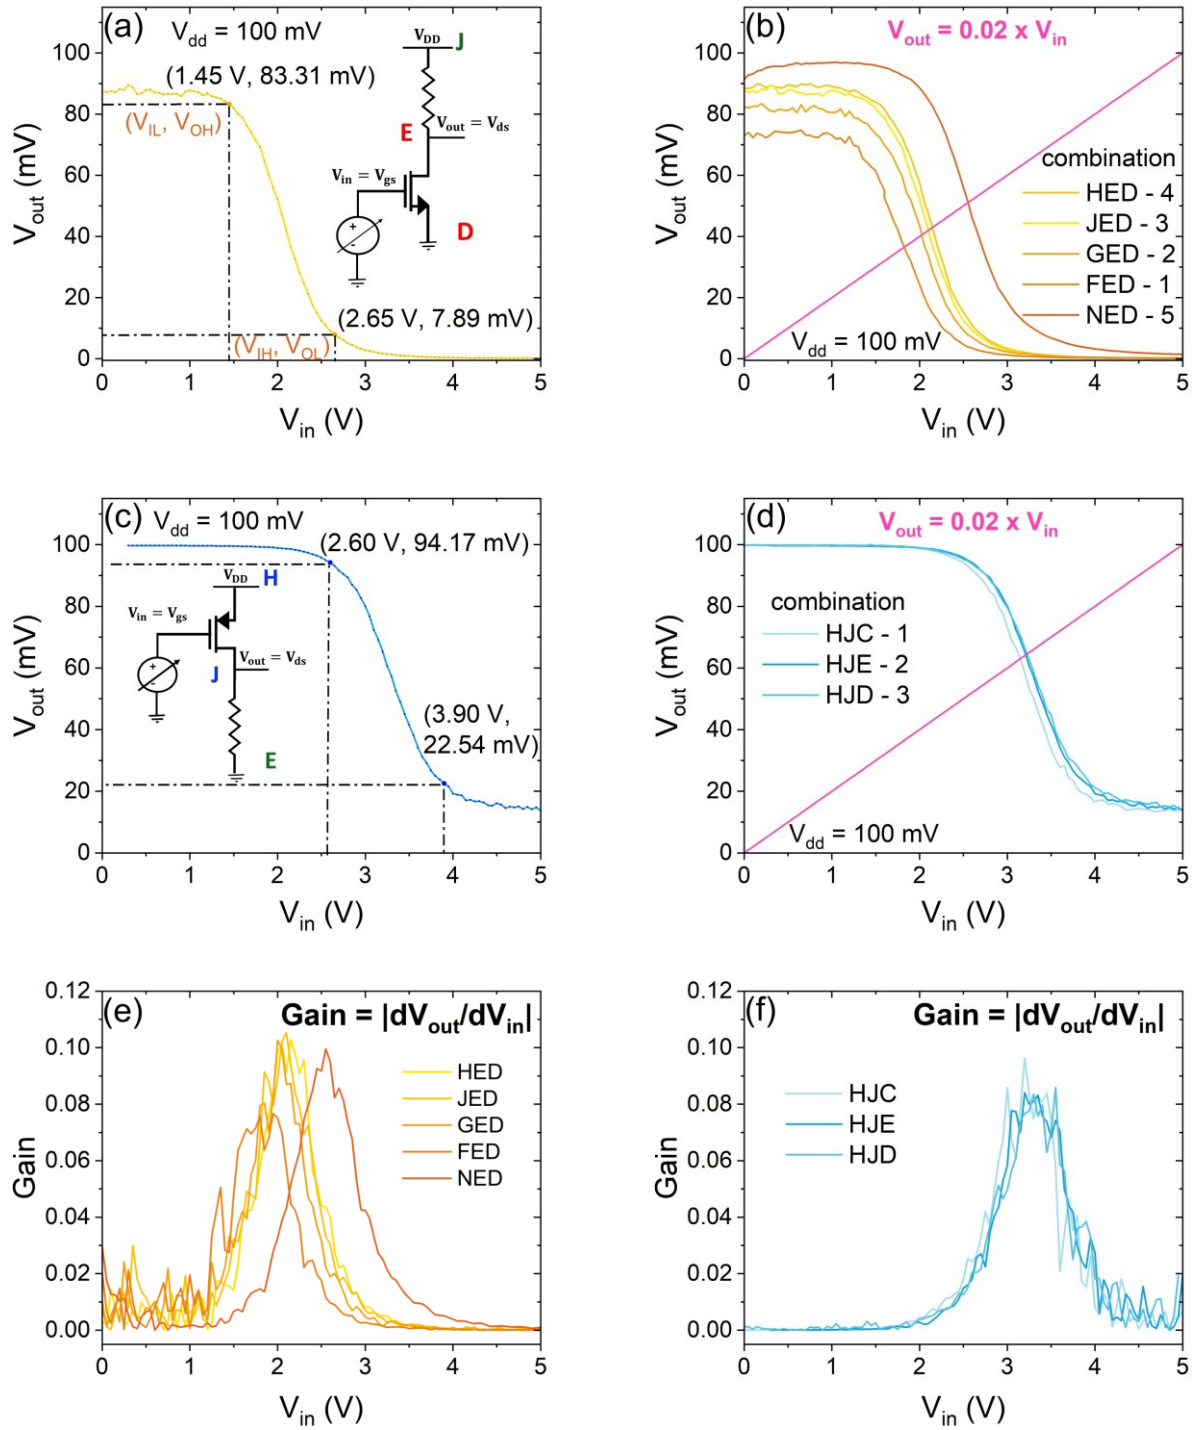 (a)
V_dd = 100 mV
V_DD
J
(1.45 V, 83.31 mV)
(V_IL, V_OH)
E
V_out = V_ds
V_in = V_gs
+
-
D
(2.65 V, 7.89 mV)
(V_IH, V_OL)
100
80
60
40
20
0
V_out (mV)
0 1 2 3 4 5
V_in (V)
(b)
V_out = 0.02 x V_in
combination
HED - 4
JED - 3
GED - 2
FED - 1
NED - 5
V_dd = 100 mV
100
80
60
40
20
0
V_out (mV)
0 1 2 3 4 5
V_in (V)
(c)
V_dd = 100 mV
(2.60 V, 94.17 mV)
V_DD
H
V_in = V_gs
+
-
J
V_out = V_ds
E
(3.90 V,
22.54 mV)
100
80
60
40
20
0
V_out (mV)
0 1 2 3 4 5
V_in (V)
(d)
V_out = 0.02 x V_in
combination
HJC - 1
HJE - 2
HJD - 3
V_dd = 100 mV
100
80
60
40
20
0
V_out (mV)
0 1 2 3 4 5
V_in (V)
(e)
Gain = |dV_out/dV_in|
HED
JED
GED
FED
NED
0.12
0.10
0.08
0.06
0.04
0.02
0.00
Gain
0 1 2 3 4 5
V_in (V)
(f)
Gain = |dV_out/dV_in|
HJC
HJE
HJD
0.12
0.10
0.08
0.06
0.04
0.02
0.00
Gain
0 1 2 3 4 5
V_in (V)